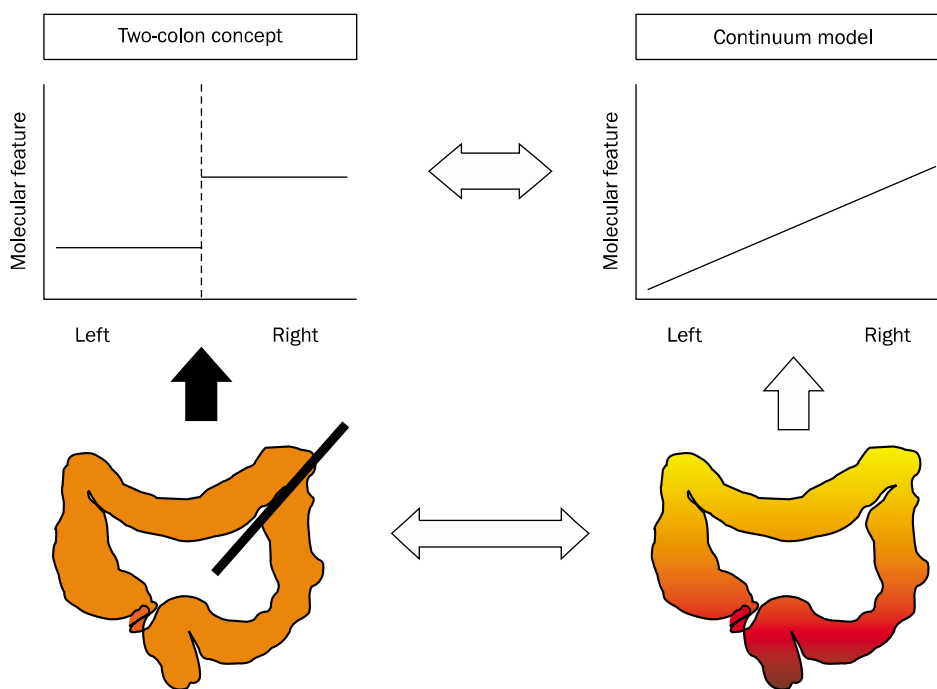 Two-colon concept
Continuum model
Molecular feature
Molecular feature
Left
Right
Left
Right